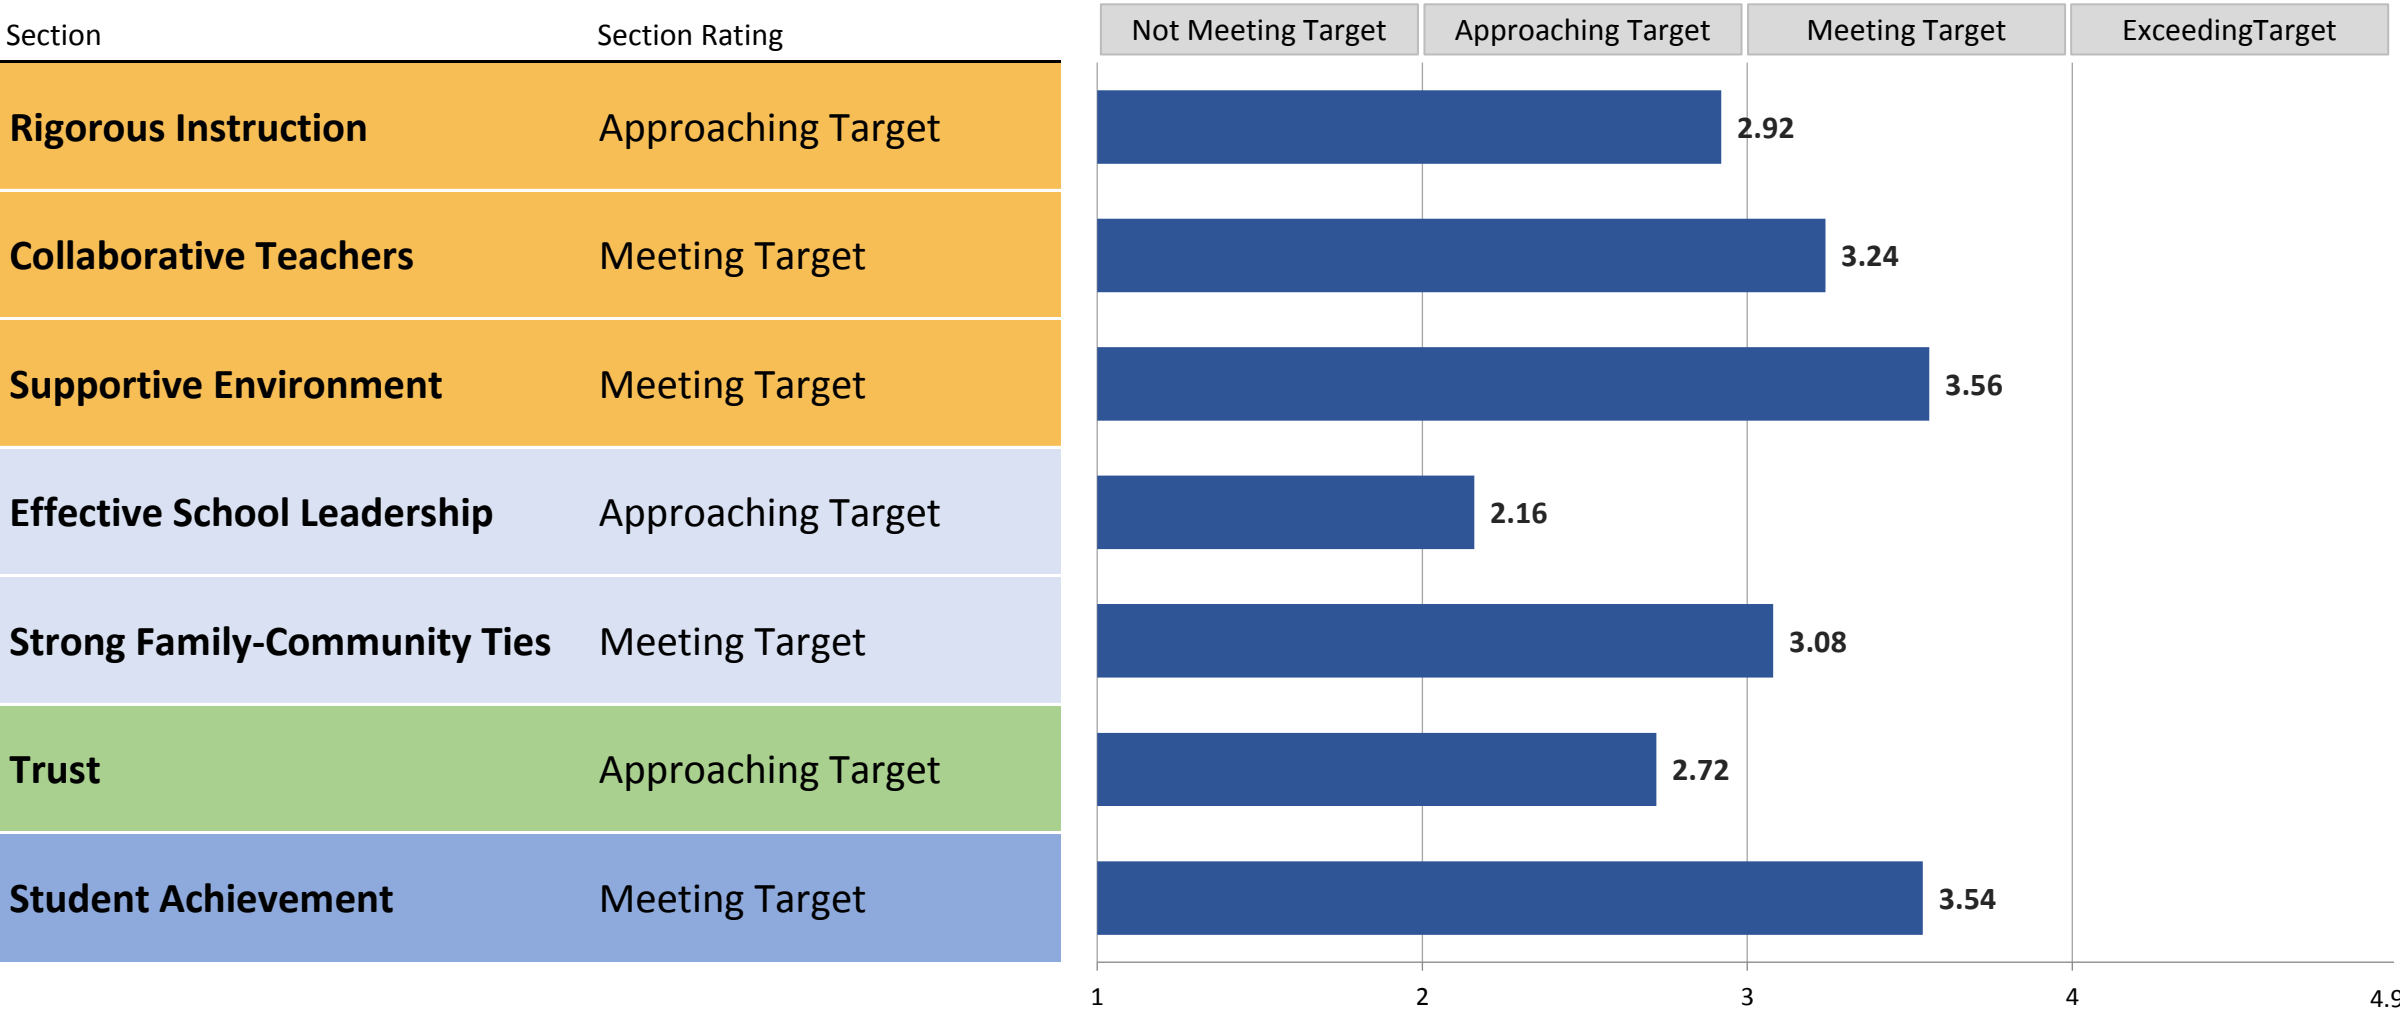 Section Section Rating Not Meeting Target Approaching Target Meeting Target ExceedingTarget
Rigorous Instruction Approaching Target 2.92
Collaborative Teachers Meeting Target 3.24
Supportive Environment Meeting Target 3.56
Effective School Leadership Approaching Target 2.16
Strong Family-Community Ties Meeting Target 3.08
Trust Approaching Target 2.72
Student Achievement Meeting Target 3.54
1 2 3 4 4.9